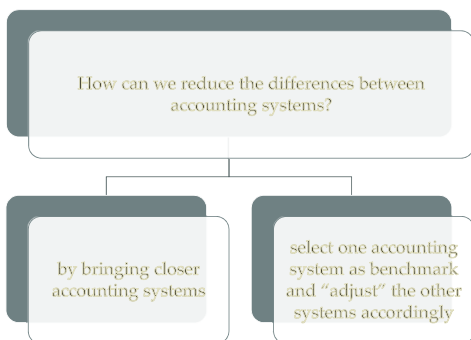 How can we reduce the differences between
accounting systems?
by bringing closer
accounting systems
select one accounting
system as benchmark
and “adjust” the other
systems accordingly